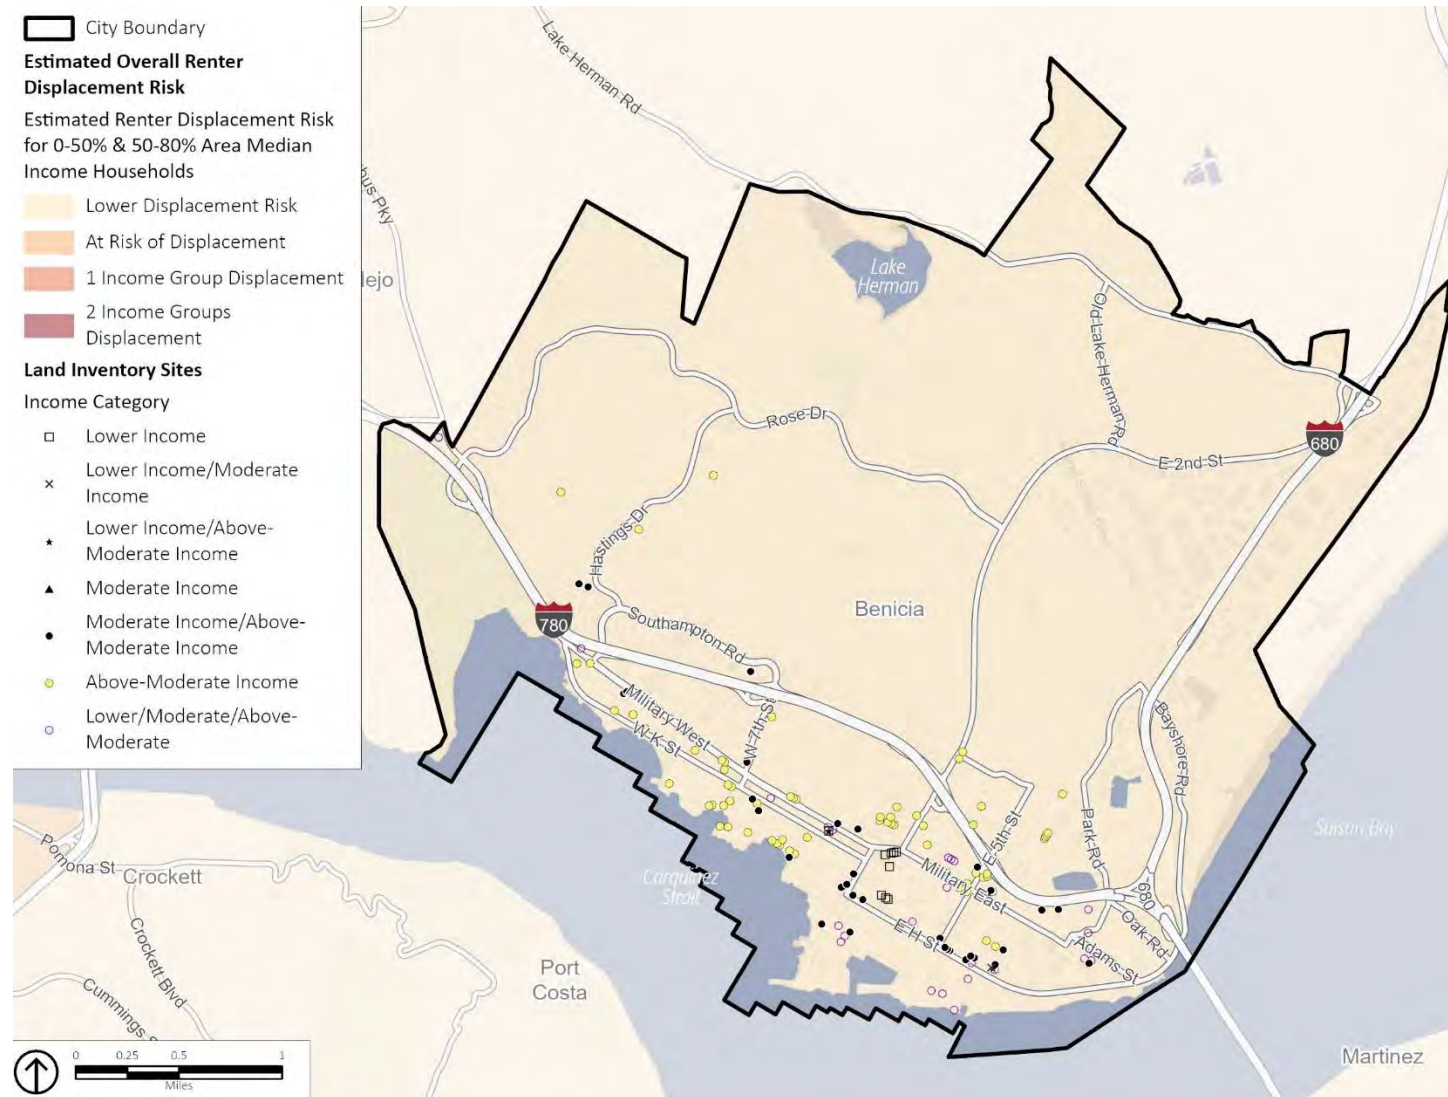 City Boundary
Estimated Overall Renter
Displacement Risk
Estimated Renter Displacement Risk
for 0-50% & 50-80% Area Median
Income Households
Lower Displacement Risk
At Risk of Displacement
1 Income Group Displacement
2 Income Groups
Displacement
Land Inventory Sites
Income Category
Lower Income
Lower Income/Moderate
Income
Lower Income/Above-
Moderate Income
Moderate Income
Moderate Income/Above-
Moderate Income
Above-Moderate Income
Lower/Moderate/Above-
Moderate
Lake Herman Rd
bus Pky
lejo
Lake
Herman
Old Lake Herman Rd
Rose Dr
E 2nd St
680
Hastings Dr
780
Southampton Rd
Benicia
Military West
W K St
W 7th St
Bayshore Rd
Park Rd
E 5th St
Military East
E H St
680
Oak Rd
Adams St
Suison Bay
Carquinez
Strait
Pomona St
Crockett
Crockett Blvd
Cummings S
Port
Costa
Martinez
0 0.25 0.5 1
Miles